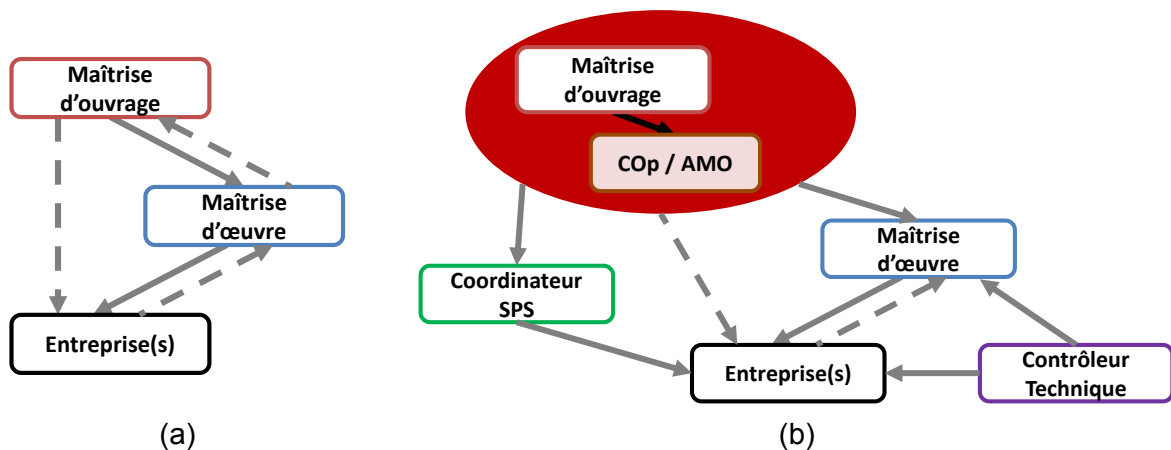 Maîtrise
d'ouvrage
Maîtrise
d'œuvre
Entreprise(s)
(a)
Maîtrise
d'ouvrage
COp / AMO
Maîtrise
d'œuvre
Coordinateur
SPS
Entreprise(s)
Contrôleur
Technique
(b)